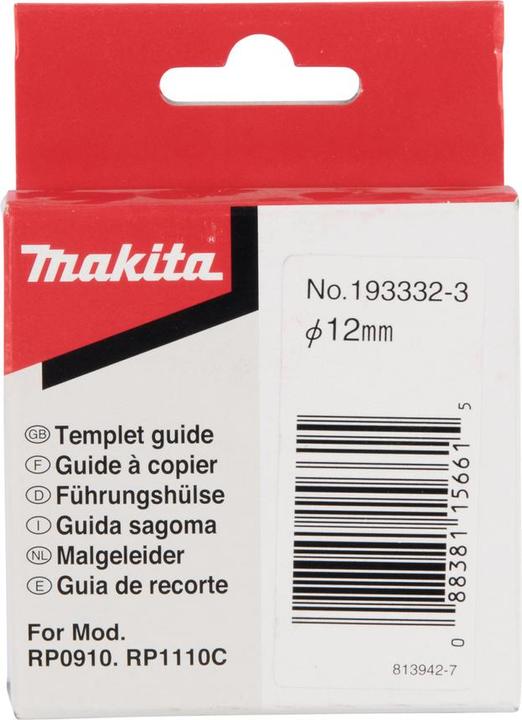 makita®
No.193332-3
ϕ12mm
GB Templet guide
F Guide à copier
D Führungshülse
I Guida sagoma
NL Malgeleider
E Guia de recorte
For Mod.
RP0910. RP1110C
0 88381 15661 5
813942-7